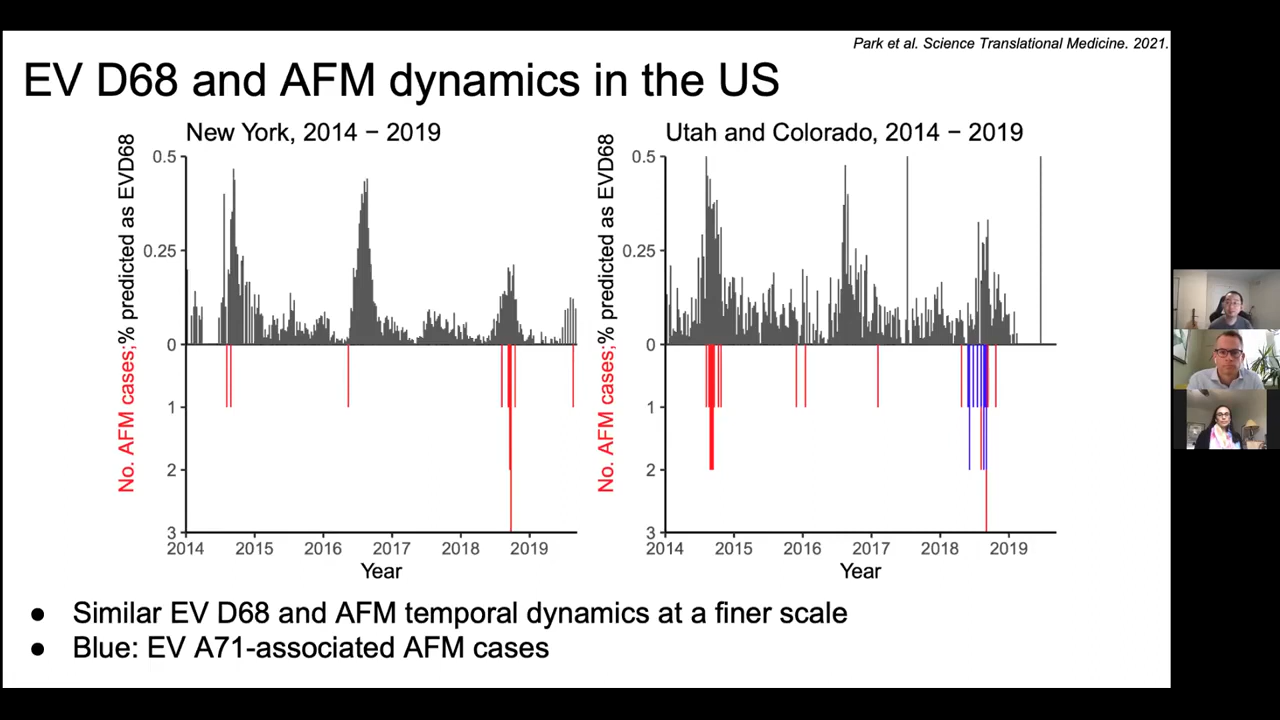 Park et al. Science Translational Medicine. 2021.
EV D68 and AFM dynamics in the US
New York, 2014 − 2019
No. AFM cases;% predicted as EVD68
0.5
0.25
0
1
2
3
2014 2015 2016 2017 2018 2019
Year
Utah and Colorado, 2014 − 2019
No. AFM cases;% predicted as EVD68
0.5
0.25
0
1
2
3
2014 2015 2016 2017 2018 2019
Year
● Similar EV D68 and AFM temporal dynamics at a finer scale
● Blue: EV A71-associated AFM cases